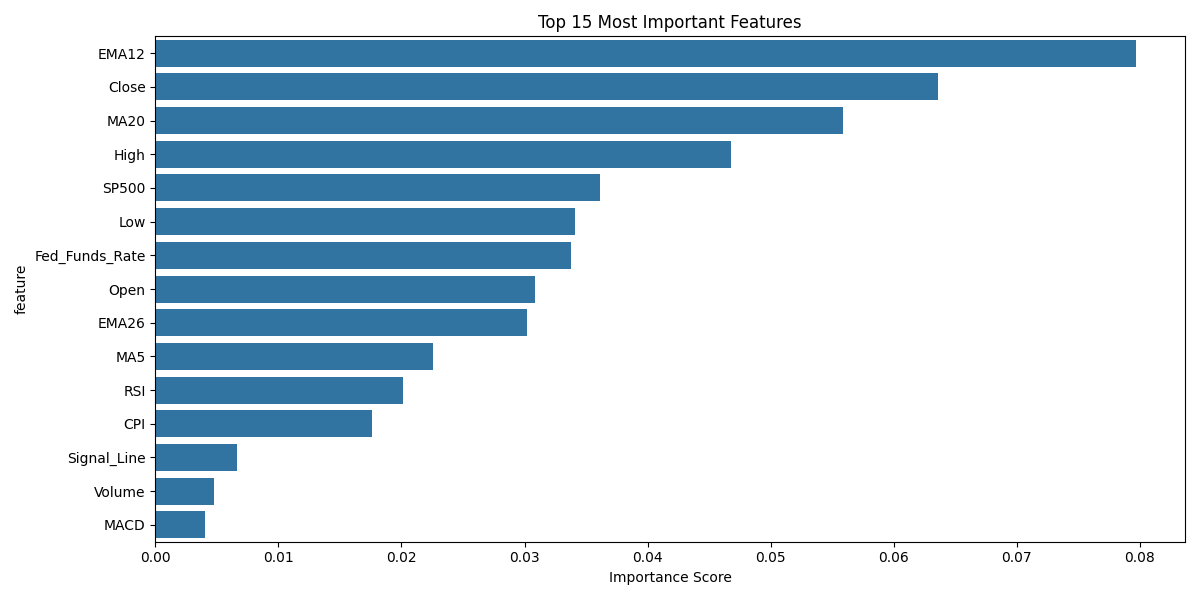 Top 15 Most Important Features
EMA12
Close
MA20
High
SP500
Low
Fed_Funds_Rate
Open
EMA26
MA5
RSI
CPI
Signal_Line
Volume
MACD
feature
0.00 0.01 0.02 0.03 0.04 0.05 0.06 0.07 0.08
Importance Score